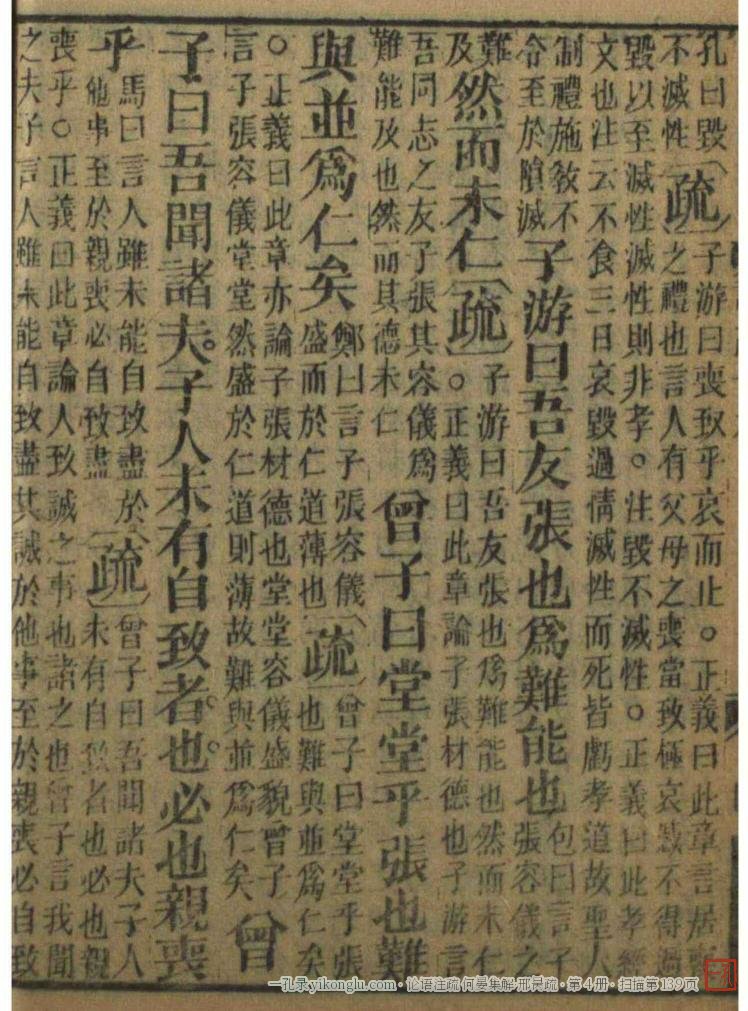 孔曰毀不滅性疏子游曰喪致乎哀而止○正義曰此章言居喪之禮也言人有父母之喪當致極哀慼不得過
毀以至滅性滅性則非孝○注毀不滅性○正義曰此孝經
文也注云不食三日哀毀過情滅性而死皆虧孝道故聖人
制禮施教不令至於隕滅子游曰吾友張也爲難能也包曰言子張容儀之
難及然而未仁疏子游曰吾友張也爲難能也然而未仁○正義曰此章論子張材德也子游言
吾同志之友子張其容儀爲難能及也然而其德未仁曾子曰堂堂乎張也難
與並爲仁矣鄭曰言子張容儀盛而於仁道薄也疏曾子曰堂堂乎張也難與並爲仁矣
○正義曰此章亦論子張材德也堂堂容儀盛貌曾子言子張容儀堂堂然盛於仁道則薄故難與並爲仁矣曾
子曰吾聞諸夫子人未有自致者也必也親喪
乎馬曰言人雖未能自致盡於他事至於親喪必自致盡疏曾子曰吾聞諸夫子人未有自致者也必也親
喪乎○正義曰此章論人致誠之事也諸之也曾子言我聞
之夫子言人雖未能自致盡其誠於他事至於親喪必自致
一孔录yikonglu.com·论语注疏.何晏集解.邢昺疏·第4册·扫描第139页